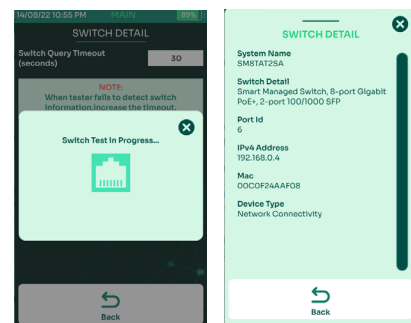 14/08/22 10:55 PM MAIN 89%
SWITCH DETAIL
Switch Query Timeout
(seconds)
30
NOTE:
When tester fails to detect switch
information,increase the timeout.
Switch Test in Progress...
Back
SWITCH DETAIL
System Name
SM8TAT2SA
Switch Detail
Smart Managed Switch, 8-port Gigabit
PoE+, 2-port 100/1000 SFP
Port Id
6
IPv4 Address
192.168.0.4
Mac
00C0F24AAF08
Device Type
Network Connectivity
Back